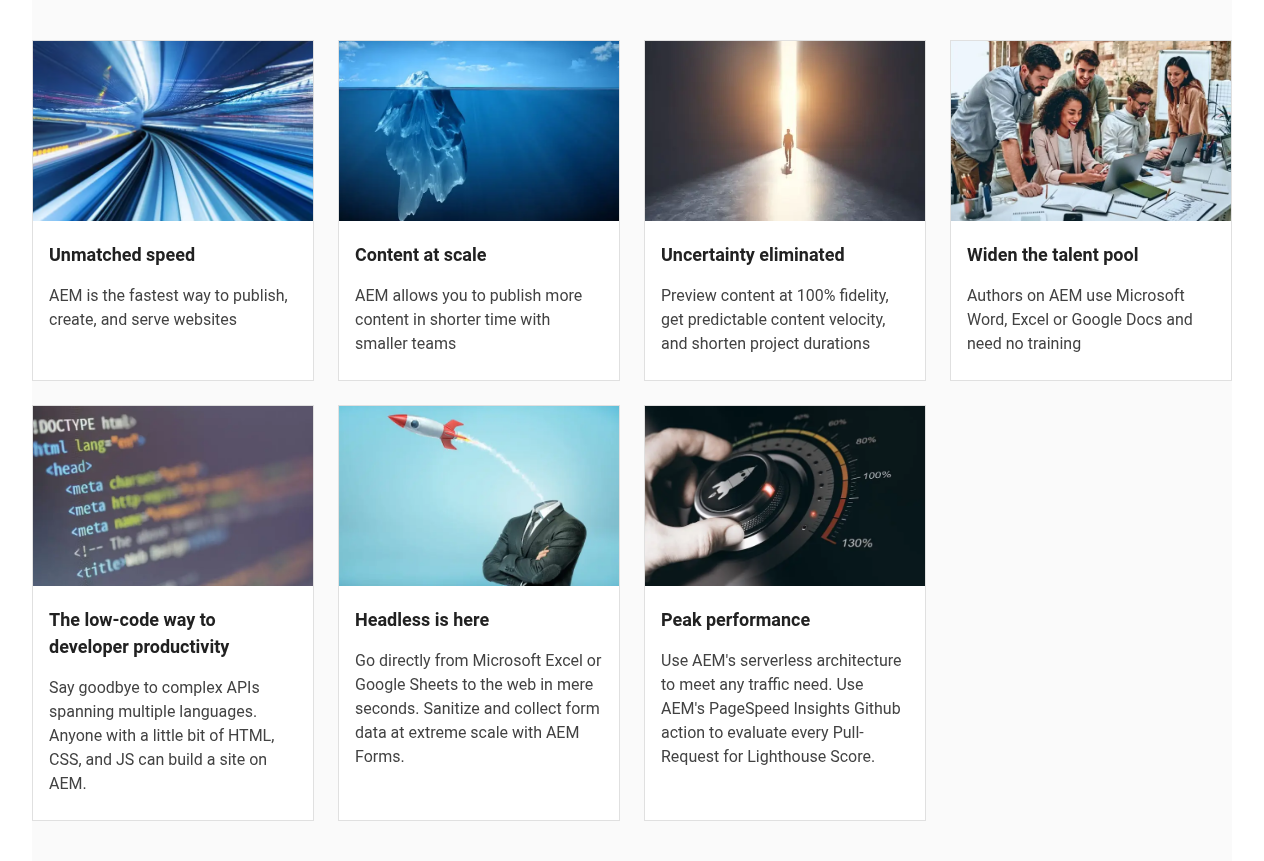 Unmatched speed
AEM is the fastest way to publish,
create, and serve websites
Content at scale
AEM allows you to publish more
content in shorter time with
smaller teams
Uncertainty eliminated
Preview content at 100% fidelity,
get predictable content velocity,
and shorten project durations
Widen the talent pool
Authors on AEM use Microsoft
Word, Excel or Google Docs and
need no training
!DOCTYPE html>
html lang="en">
<head>
<meta
<meta
<meta name=
<!-- The above
<title>Web Design
The low-code way to
developer productivity
Say goodbye to complex APIs
spanning multiple languages.
Anyone with a little bit of HTML,
CSS, and JS can build a site on
AEM.
Headless is here
Go directly from Microsoft Excel or
Google Sheets to the web in mere
seconds. Sanitize and collect form
data at extreme scale with AEM
Forms.
40%
60%
80%
100%
130%
Peak performance
Use AEM's serverless architecture
to meet any traffic need. Use
AEM's PageSpeed Insights Github
action to evaluate every Pull-
Request for Lighthouse Score.